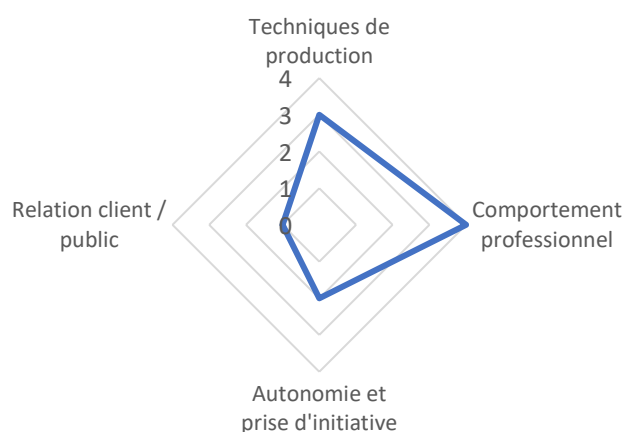 Techniques de
production
4
3
2
1
0
Relation client /
public
Comportement
professionnel
Autonomie et
prise d'initiative